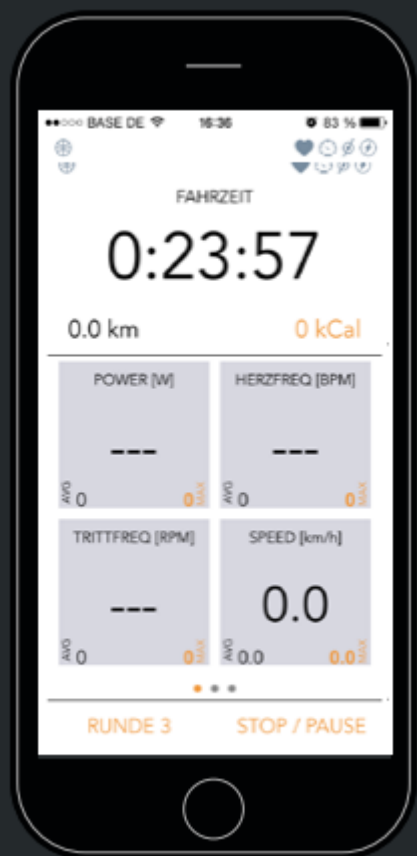 BASE DE 16:36 83 %
FAHRZEIT
0:23:57
0.0 km 0 kCal
POWER [W] HERZFREQ [BPM]
--- ---
AVG 0 0 MAX AVG 0 0 MAX
TRITTFREQ [RPM] SPEED [km/h]
--- 0.0
AVG 0 0 MAX AVG 0.0 0.0 MAX
RUNDE 3 STOP / PAUSE